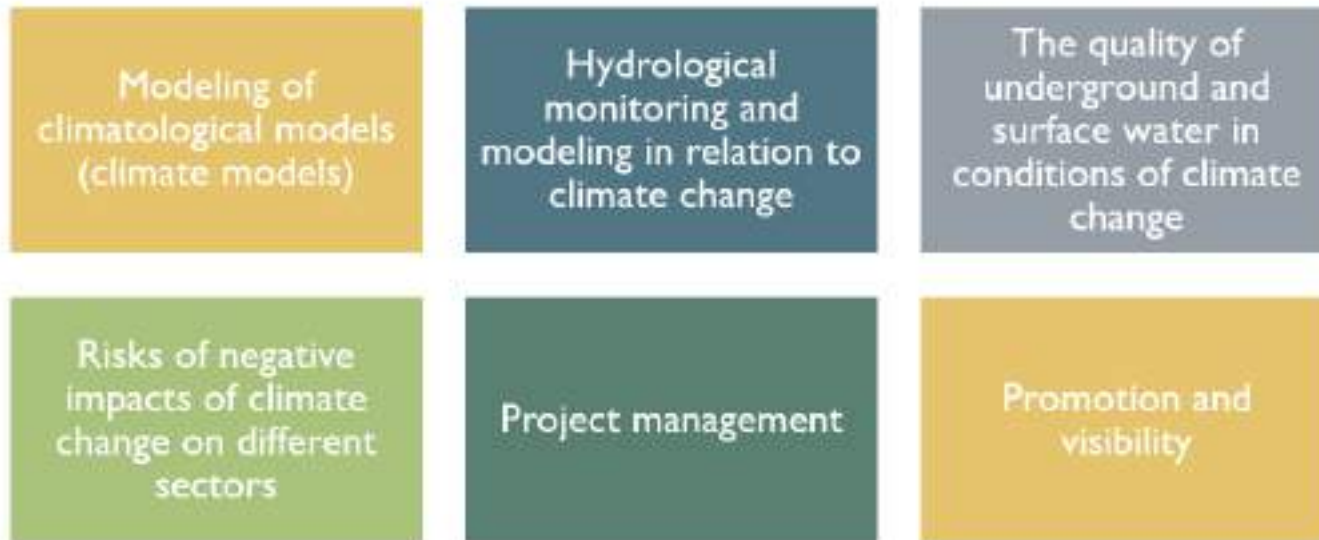 Modeling of
climatological models
(climate models)
Hydrological
monitoring and
modeling in relation to
climate change
The quality of
underground and
surface water in
conditions of climate
change
Risks of negative
impacts of climate
change on different
sectors
Project management
Promotion and
visibility